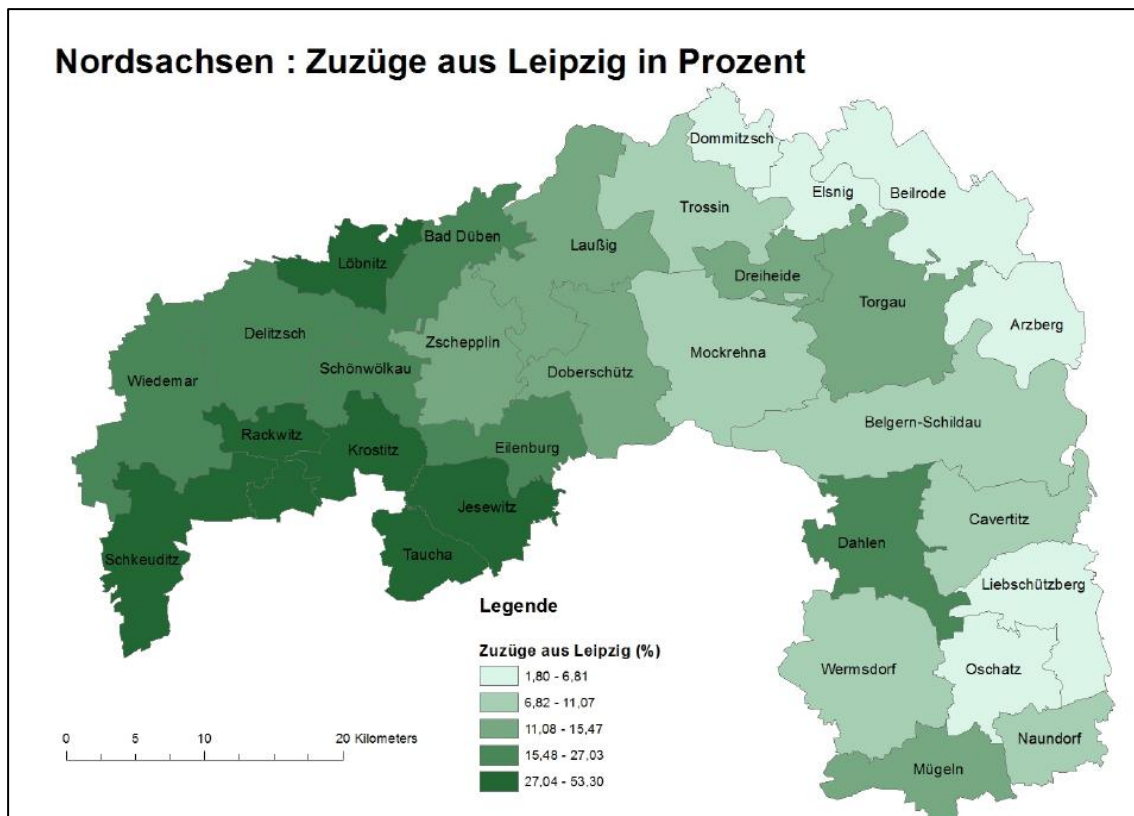 Nordsachsen : Zuzüge aus Leipzig in Prozent
Dommitzsch
Elsnig
Beilrode
Trossin
Bad Düben
Laußig
Löbnitz
Dreiheide
Torgau
Arzberg
Delitzsch
Zschepplin
Mockrehna
Schönwölkau
Doberschütz
Wiedemar
Belgern-Schildau
Rackwitz
Krostitz
Eilenburg
Jesewitz
Cavertitz
Dahlen
Taucha
Schkeuditz
Liebschützberg
Wermsdorf
Oschatz
Naundorf
Mügeln
Legende
Zuzüge aus Leipzig (%)
1,80 - 6,81
6,82 - 11,07
11,08 - 15,47
15,48 - 27,03
27,04 - 53,30
0 5 10 20 Kilometers